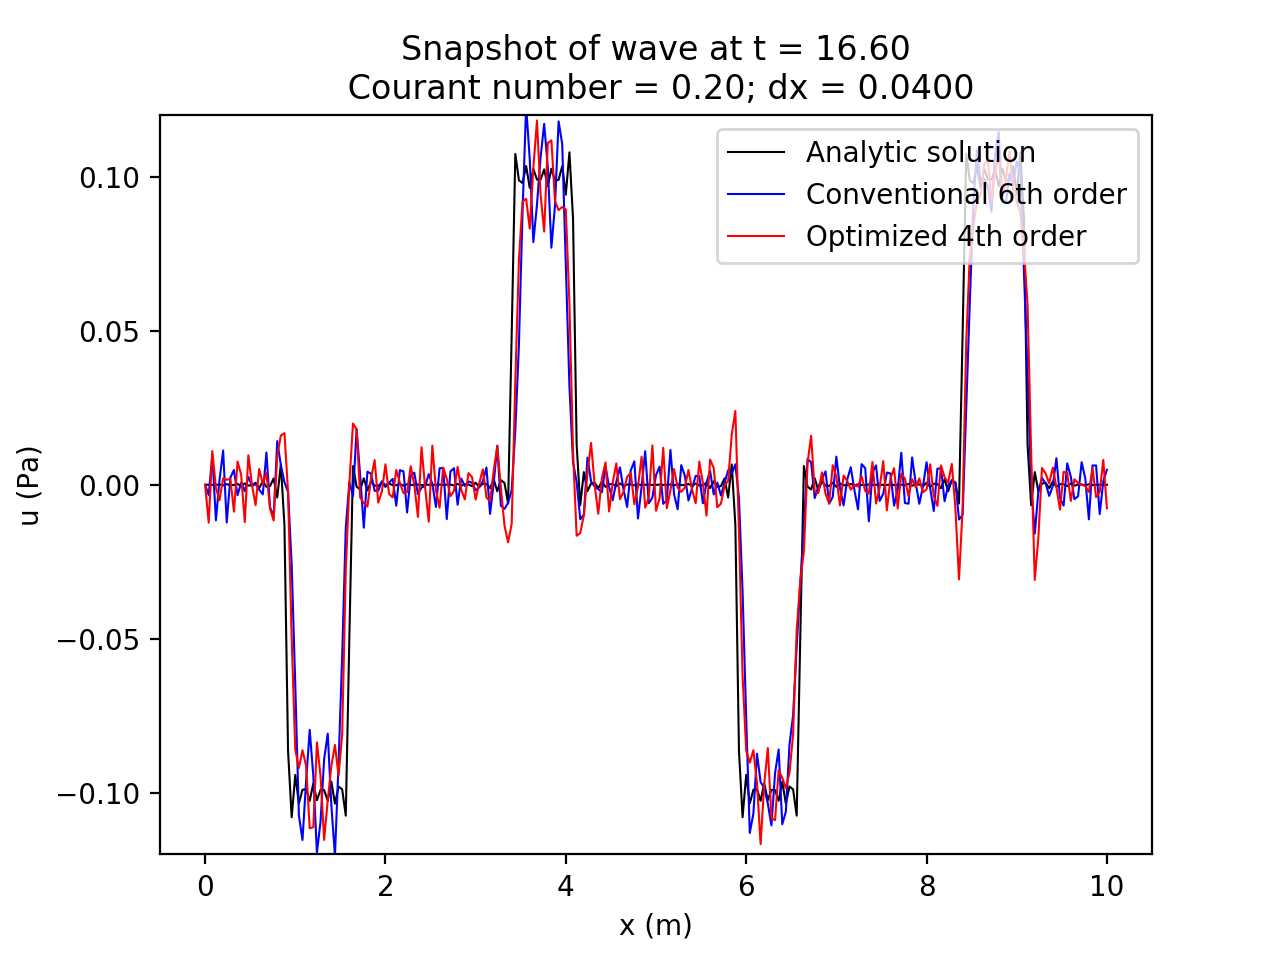 Snapshot of wave at t = 16.60
Courant number = 0.20; dx = 0.0400
Analytic solution
Conventional 6th order
Optimized 4th order
u (Pa)
0.10
0.05
0.00
−0.05
−0.10
0 2 4 6 8 10
x (m)